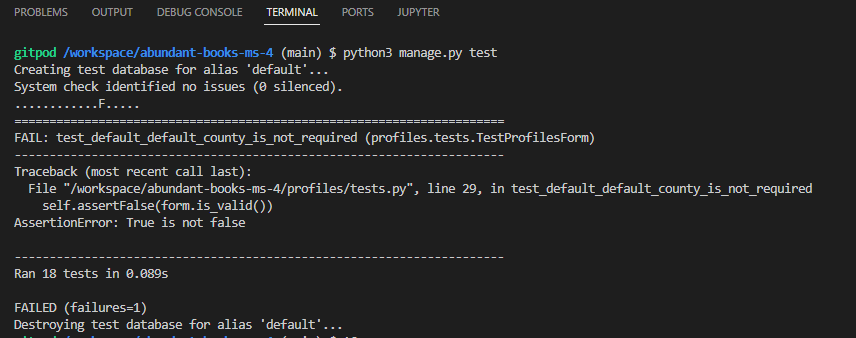 PROBLEMS OUTPUT DEBUG CONSOLE TERMINAL PORTS JUPYTER
gitpod /workspace/abundant-books-ms-4 (main) $ python3 manage.py test
Creating test database for alias 'default'...
System check identified no issues (0 silenced).
............F.....
======================================================================
FAIL: test_default_default_county_is_not_required (profiles.tests.TestProfilesForm)
----------------------------------------------------------------------
Traceback (most recent call last):
  File "/workspace/abundant-books-ms-4/profiles/tests.py", line 29, in test_default_default_county_is_not_required
    self.assertFalse(form.is_valid())
AssertionError: True is not false

----------------------------------------------------------------------
Ran 18 tests in 0.089s

FAILED (failures=1)
Destroying test database for alias 'default'...